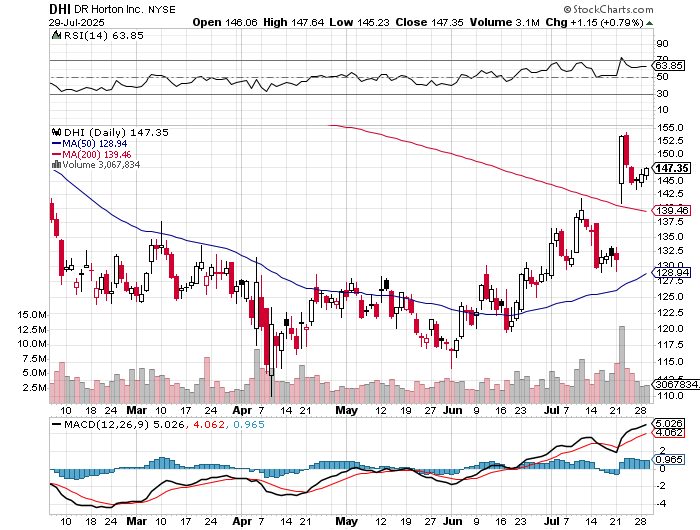 DHI DR Horton Inc. NYSE © StockCharts.com
29-Jul-2025 Open 146.06 High 147.64 Low 145.23 Close 147.35 Volume 3.1M Chg +1.15 (+0.79%)
RSI(14) 63.85
90
70
63.85
50
30
10
DHI (Daily) 147.35
MA(50) 128.94
MA(200) 139.46
Volume 3,067,834
155.0
152.5
150.0
147.35
145.0
142.5
139.46
137.5
135.0
132.5
130.0
128.94
127.5
125.0
122.5
120.0
117.5
115.0
112.5
110.0
15.0M
12.5M
10.0M
7.5M
5.0M
2.5M
3067834
10 18 24 Mar 10 17 24 Apr 7 14 21 May 12 19 27 Jun 9 16 23 Jul 7 14 21 28
MACD(12,26,9) 5.026, 4.062, 0.965
5.026
4.062
2
0.965
0
-2
-4
10 18 24 Mar 10 17 24 Apr 7 14 21 May 12 19 27 Jun 9 16 23 Jul 7 14 21 28